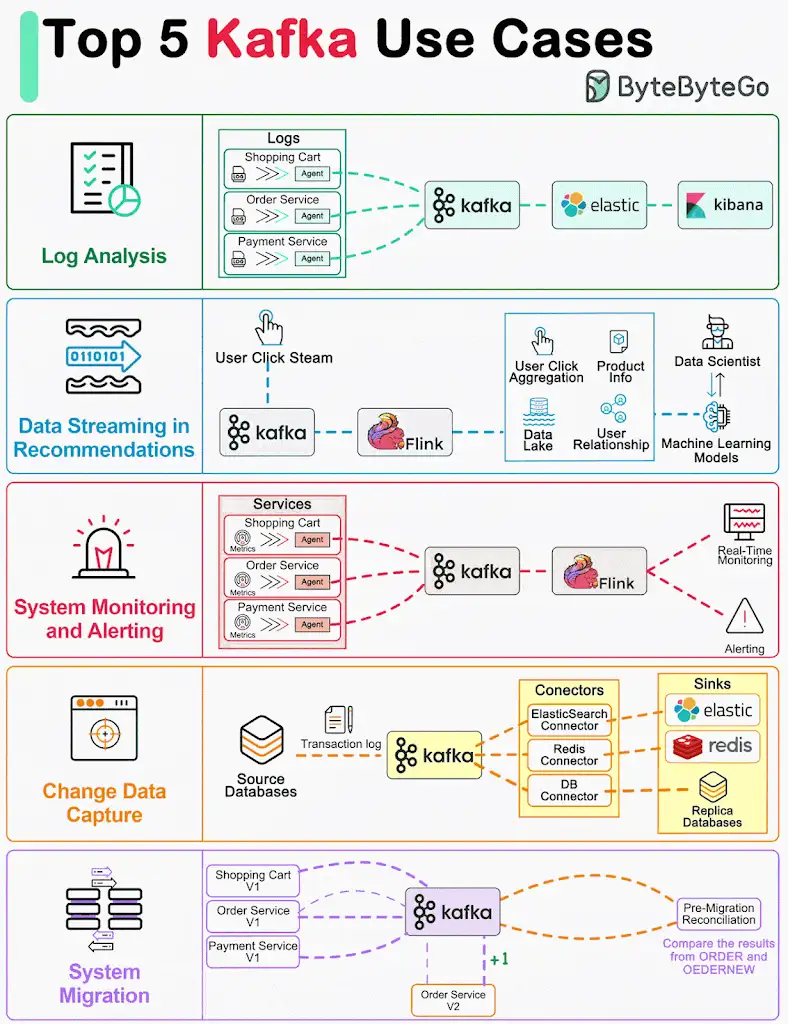 Top 5 Kafka Use Cases
ByteByteGo
Log Analysis
Logs
Shopping Cart
LOG
Agent
Order Service
LOG
Agent
Payment Service
LOG
Agent
kafka
elastic
kibana
0110101
Data Streaming in
Recommendations
User Click Steam
kafka
Flink
User Click
Aggregation
Product
Info
Data
Lake
User
Relationship
Data Scientist
Machine Learning
Models
System Monitoring
and Alerting
Services
Shopping Cart
Metrics
Agent
Order Service
Metrics
Agent
Payment Service
Metrics
Agent
kafka
Flink
Real-Time
Monitoring
Alerting
Change Data
Capture
Source
Databases
Transaction log
kafka
Conectors
ElasticSearch
Connector
Redis
Connector
DB
Connector
Sinks
elastic
redis
Replica
Databases
System
Migration
Shopping Cart
V1
Order Service
V1
Payment Service
V1
kafka
+1
Order Service
V2
Pre-Migration
Reconciliation
Compare the results
from ORDER and
OEDERNEW